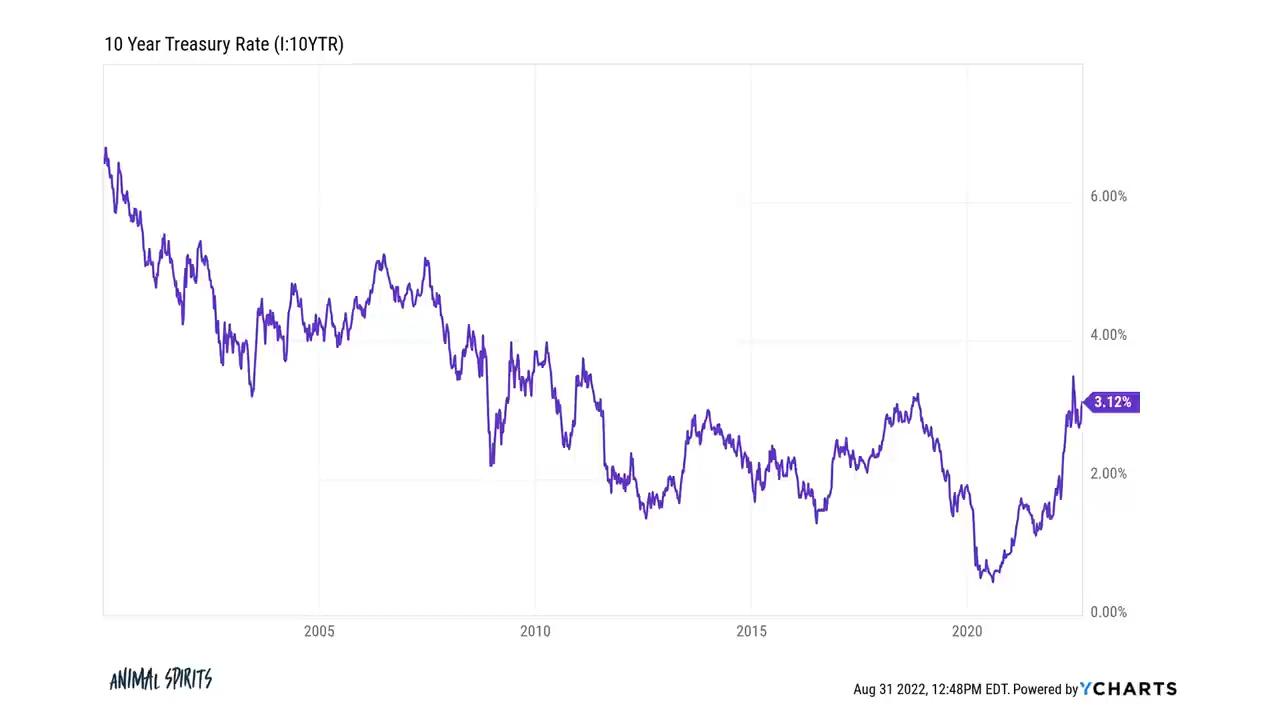 10 Year Treasury Rate (I:10YTR)
6.00%
4.00%
3.12%
2.00%
0.00%
2005 2010 2015 2020
ANIMAL SPIRITS
Aug 31 2022, 12:48PM EDT. Powered by YCHARTS